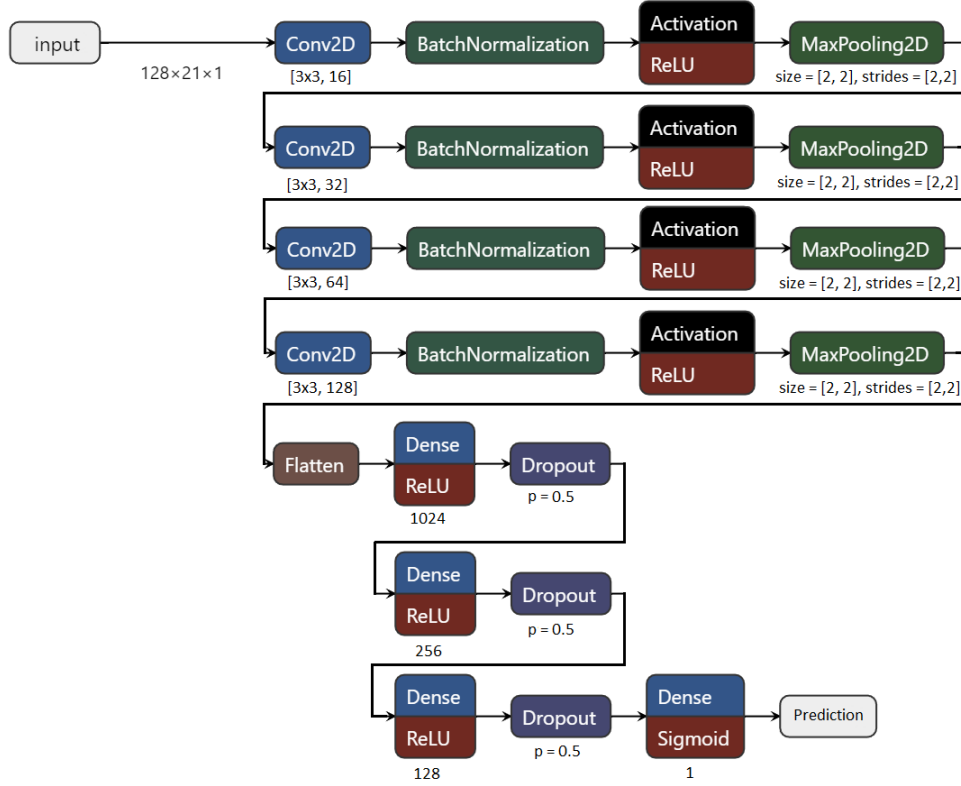 input
128×21×1
Conv2D
[3x3, 16]
BatchNormalization
Activation
ReLU
MaxPooling2D
size = [2, 2], strides = [2,2]
Conv2D
[3x3, 32]
BatchNormalization
Activation
ReLU
MaxPooling2D
size = [2, 2], strides = [2,2]
Conv2D
[3x3, 64]
BatchNormalization
Activation
ReLU
MaxPooling2D
size = [2, 2], strides = [2,2]
Conv2D
[3x3, 128]
BatchNormalization
Activation
ReLU
MaxPooling2D
size = [2, 2], strides = [2,2]
Flatten
Dense
ReLU
1024
Dropout
p = 0.5
Dense
ReLU
256
Dropout
p = 0.5
Dense
ReLU
128
Dropout
p = 0.5
Dense
Sigmoid
1
Prediction